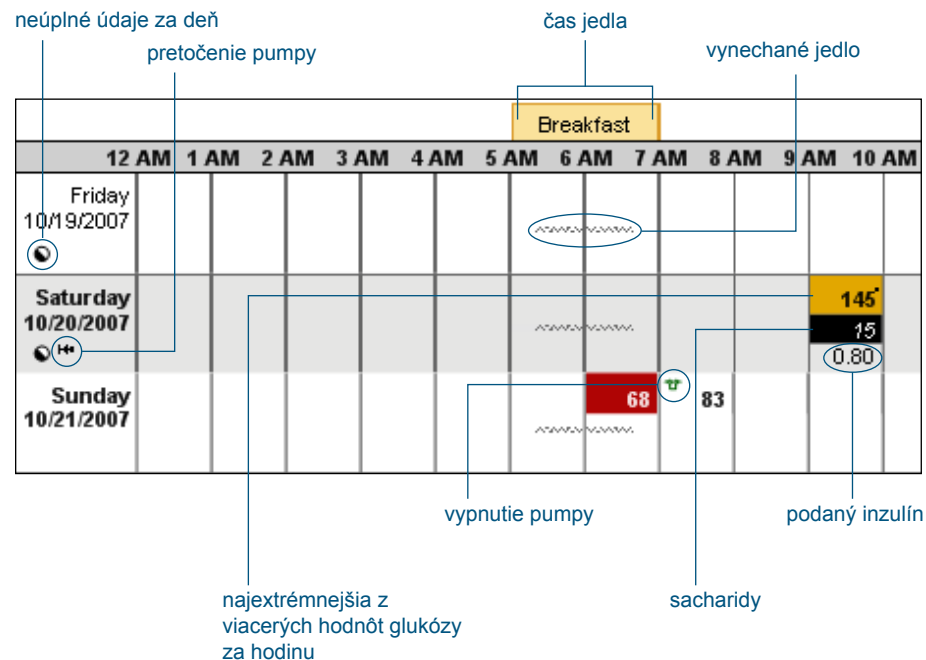 neúplné údaje za deň
čas jedla
pretočenie pumpy
vynechané jedlo
Breakfast
12 AM 1 AM 2 AM 3 AM 4 AM 5 AM 6 AM 7 AM 8 AM 9 AM 10 AM
Friday
10/19/2007
Saturday
10/20/2007
145
15
0.80
Sunday
10/21/2007
68
83
vypnutie pumpy
podaný inzulín
najextrémnejšia z
viacerých hodnôt glukózy
za hodinu
sacharidy